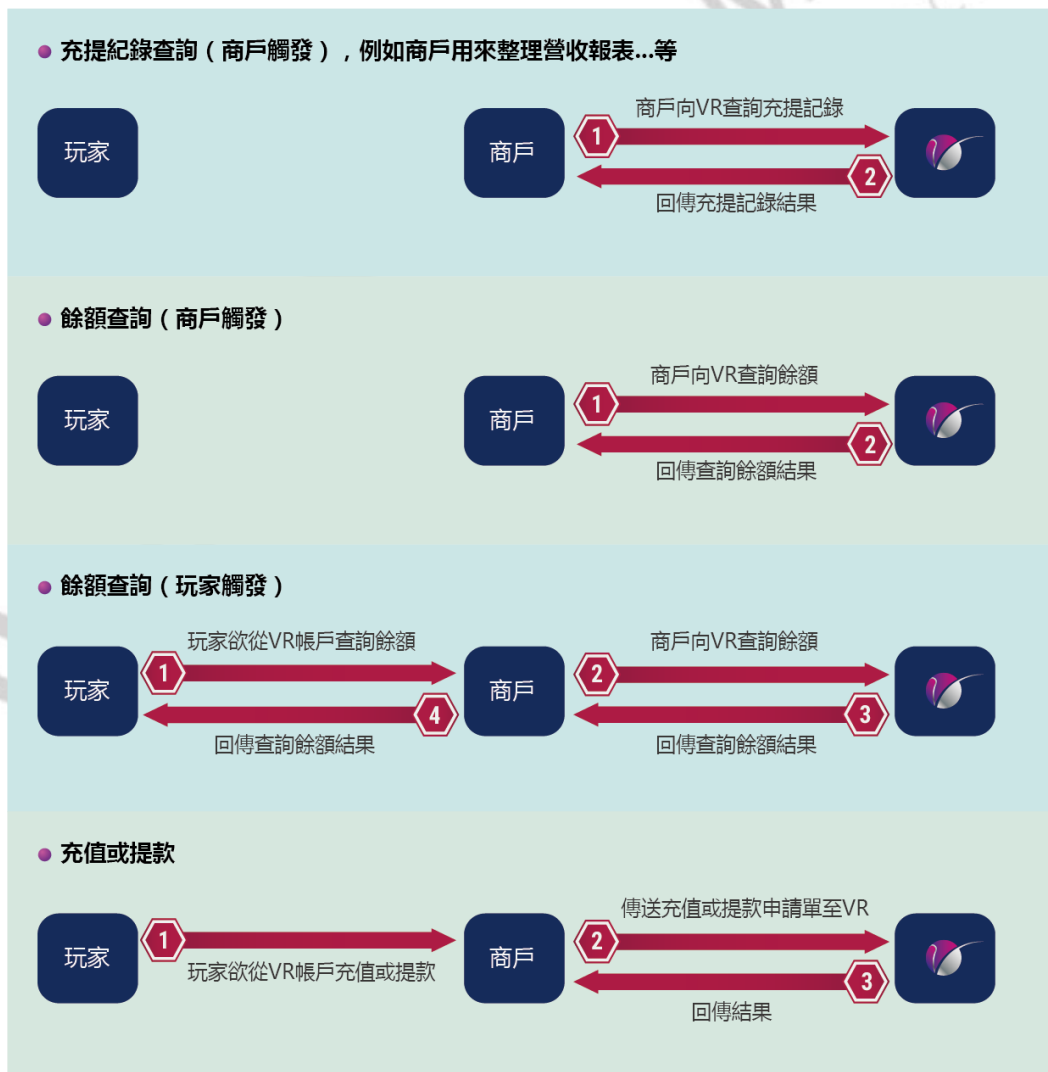 充提紀錄查詢（商戶觸發），例如商戶用來整理營收報表...等
商戶向VR查詢充提記錄
玩家
商戶
1
2
回傳充提記錄結果
餘額查詢（商戶觸發）
商戶向VR查詢餘額
玩家
商戶
1
2
回傳查詢餘額結果
餘額查詢（玩家觸發）
玩家欲從VR帳戶查詢餘額
商戶向VR查詢餘額
玩家
1
4
商戶
2
3
回傳查詢餘額結果
回傳查詢餘額結果
充值或提款
傳送充值或提款申請單至VR
玩家
1
商戶
2
3
玩家欲從VR帳戶充值或提款
回傳結果